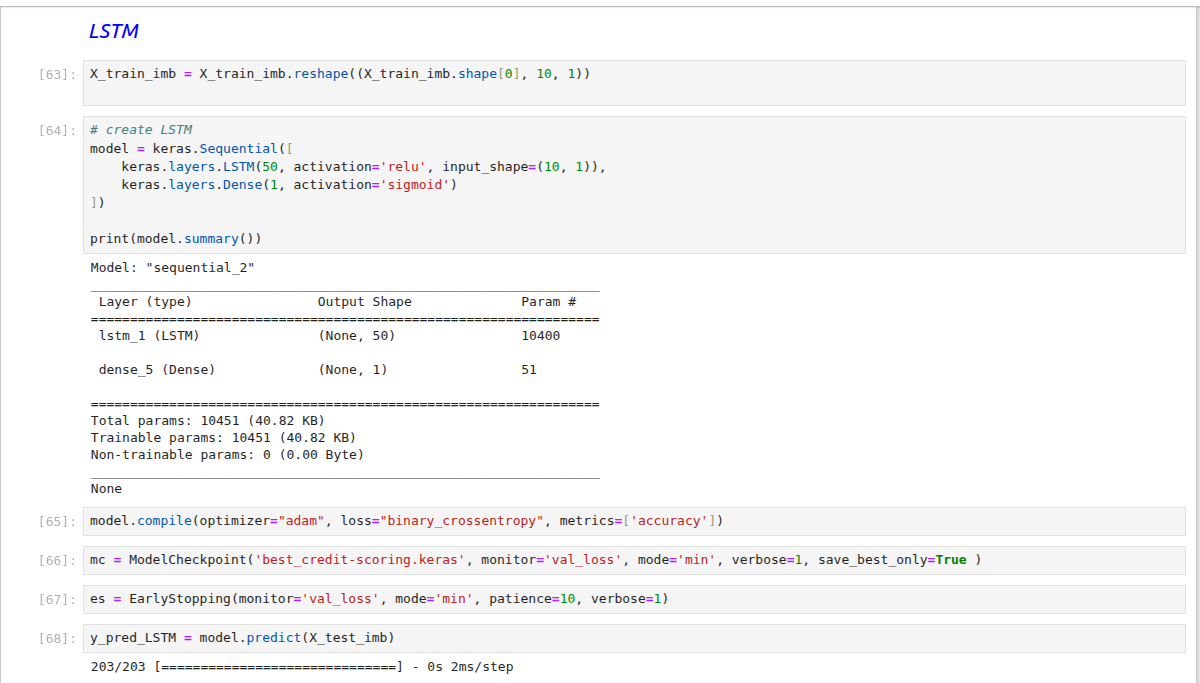 LSTM
[63]: X_train_imb = X_train_imb.reshape((X_train_imb.shape[0], 10, 1))
[64]: # create LSTM
model = keras.Sequential([
    keras.layers.LSTM(50, activation='relu', input_shape=(10, 1)),
    keras.layers.Dense(1, activation='sigmoid')
])
print(model.summary())
Model: "sequential_2"
_________________________________________________________________
 Layer (type)                Output Shape              Param #
=================================================================
 lstm_1 (LSTM)               (None, 50)                10400
 dense_5 (Dense)             (None, 1)                 51
=================================================================
Total params: 10451 (40.82 KB)
Trainable params: 10451 (40.82 KB)
Non-trainable params: 0 (0.00 Byte)
_________________________________________________________________
None
[65]: model.compile(optimizer="adam", loss="binary_crossentropy", metrics=['accuracy'])
[66]: mc = ModelCheckpoint('best_credit-scoring.keras', monitor='val_loss', mode='min', verbose=1, save_best_only=True )
[67]: es = EarlyStopping(monitor='val_loss', mode='min', patience=10, verbose=1)
[68]: y_pred_LSTM = model.predict(X_test_imb)
203/203 [==============================] - 0s 2ms/step